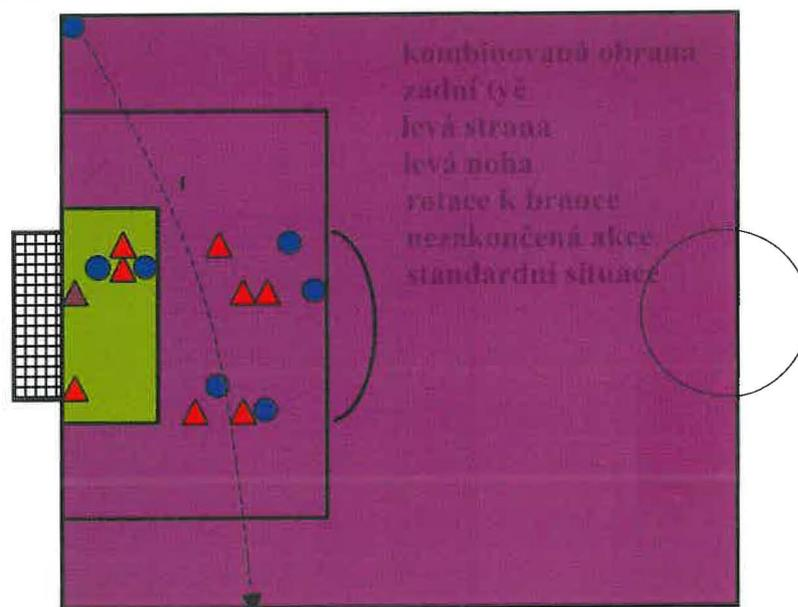 kombinovaná obrana
zadní tyč
levá strana
levá noha
rotace k brance
nezakončená akce
standardní situace